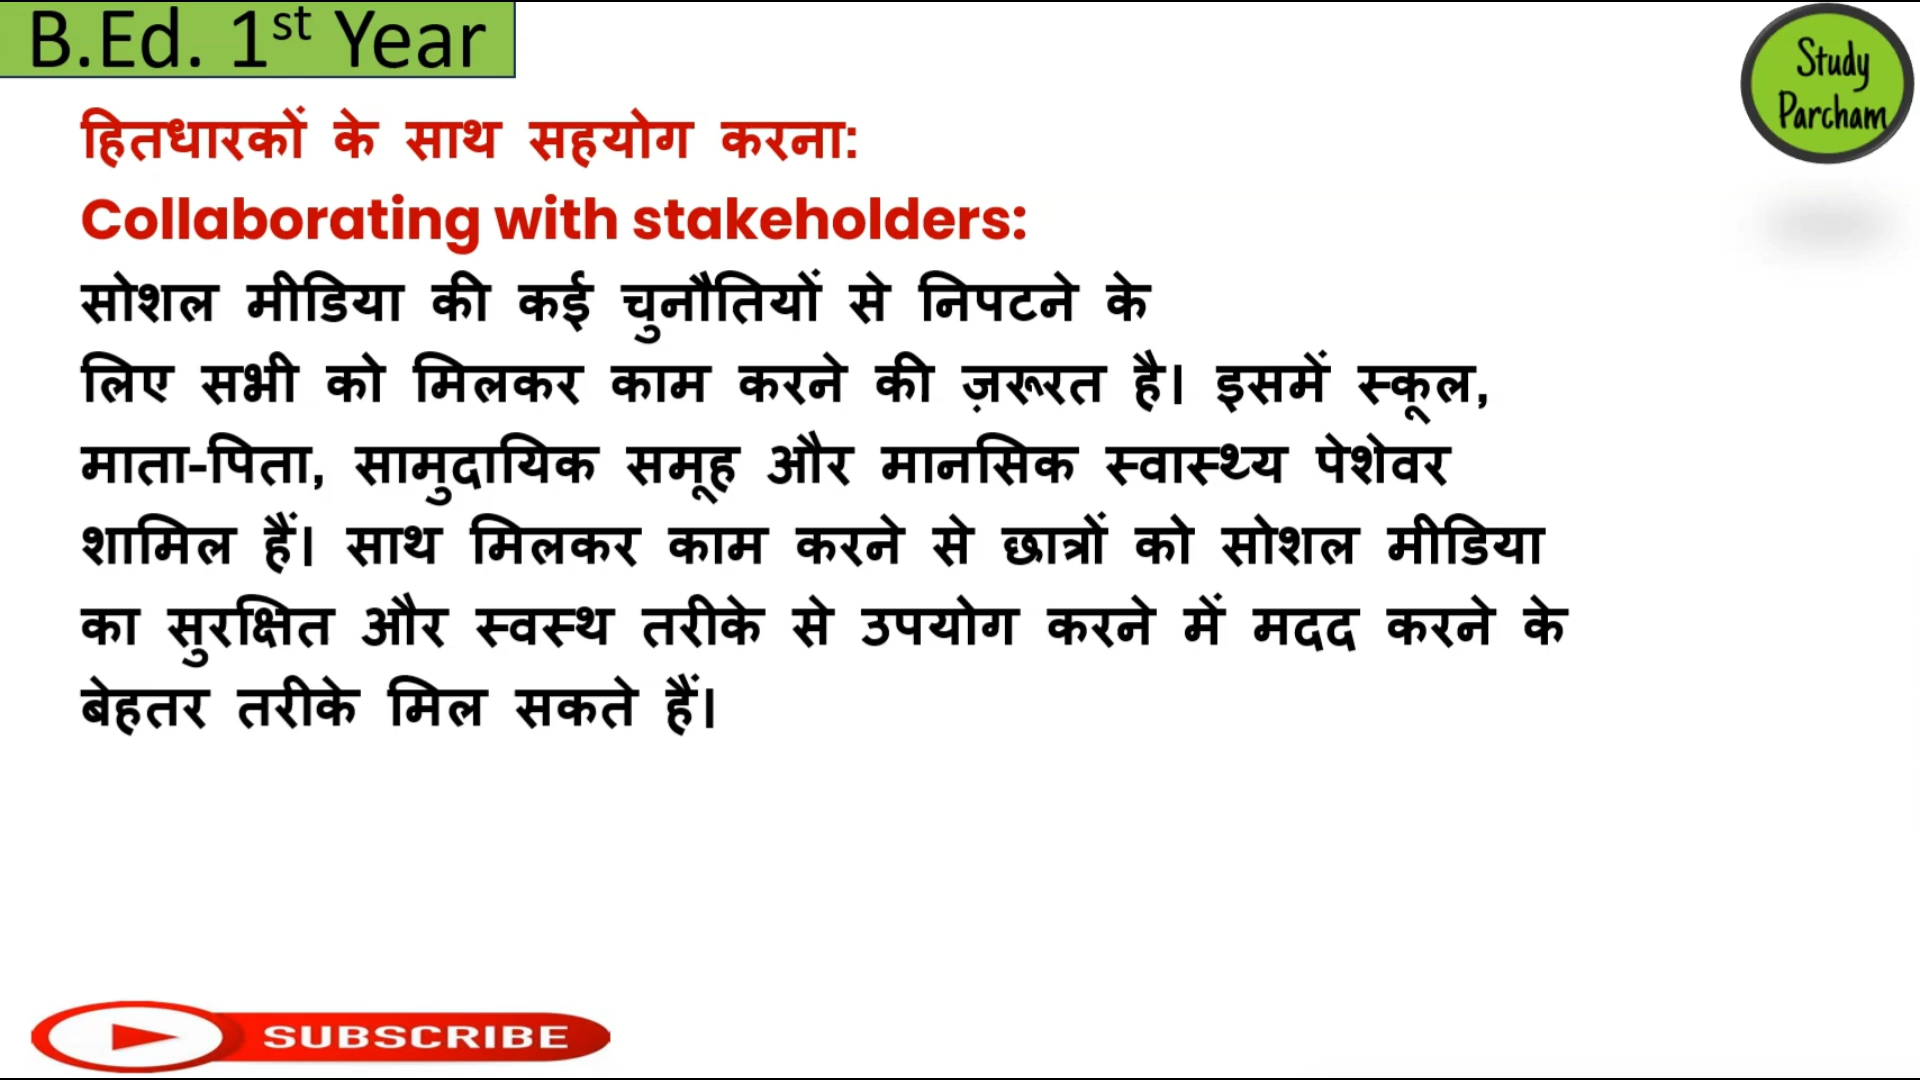 B.Ed. 1st Year
Study
Parcham
हितधारकों के साथ सहयोग करना:
Collaborating with stakeholders:
सोशल मीडिया की कई चुनौतियों से निपटने के
लिए सभी को मिलकर काम करने की ज़रूरत है। इसमें स्कूल,
माता-पिता, सामुदायिक समूह और मानसिक स्वास्थ्य पेशेवर
शामिल हैं। साथ मिलकर काम करने से छात्रों को सोशल मीडिया
का सुरक्षित और स्वस्थ तरीके से उपयोग करने में मदद करने के
बेहतर तरीके मिल सकते हैं।
SUBSCRIBE